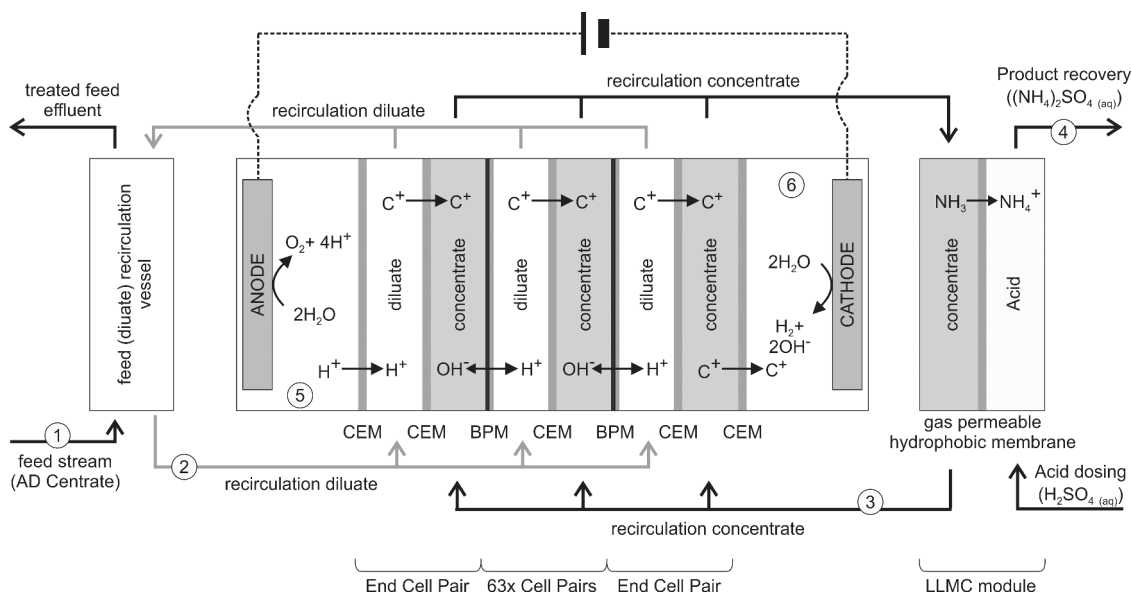 treated feed
effluent
recirculation diluate
recirculation concentrate
Product recovery
((NH4)2SO4 (aq))
4
feed (diluate) recirculation
vessel
ANODE
O2+ 4H+
2H2O
H+
H+
5
C+
C+
diluate
concentrate
OH-
H+
C+
C+
diluate
concentrate
OH-
H+
C+
C+
diluate
concentrate
C+
C+
6
2H2O
H2+
2OH-
CATHODE
NH3
NH4+
concentrate
Acid
CEM
CEM
BPM
CEM
BPM
CEM
CEM
gas permeable
hydrophobic membrane
1
feed stream
(AD Centrate)
2
recirculation diluate
3
recirculation concentrate
Acid dosing
(H2SO4 (aq))
End Cell Pair
63x Cell Pairs
End Cell Pair
LLMC module